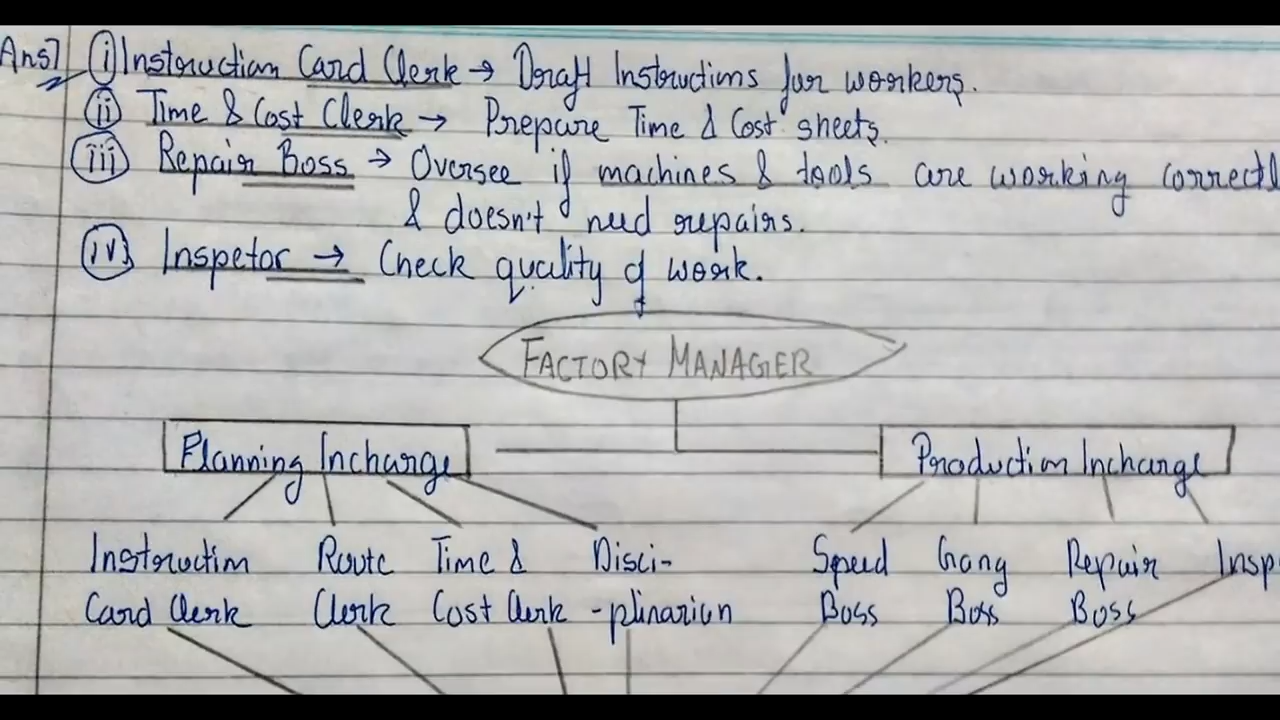 Ans] (i) Instruction Card Clerk → Draft Instructions for workers.
(ii) Time & Cost Clerk → Prepare Time & Cost sheets.
(iii) Repair Boss → Oversee if machines & tools are working correctl
& doesn't need repairs.
(iv) Inspetor → Check quality of work.
FACTORY MANAGER
Planning Incharge Production Incharge
Instruction Route Time & Disci- Speed Gang Repair Insp
Card Clerk Clerk Cost Clerk -plinarian Boss Boss Boss